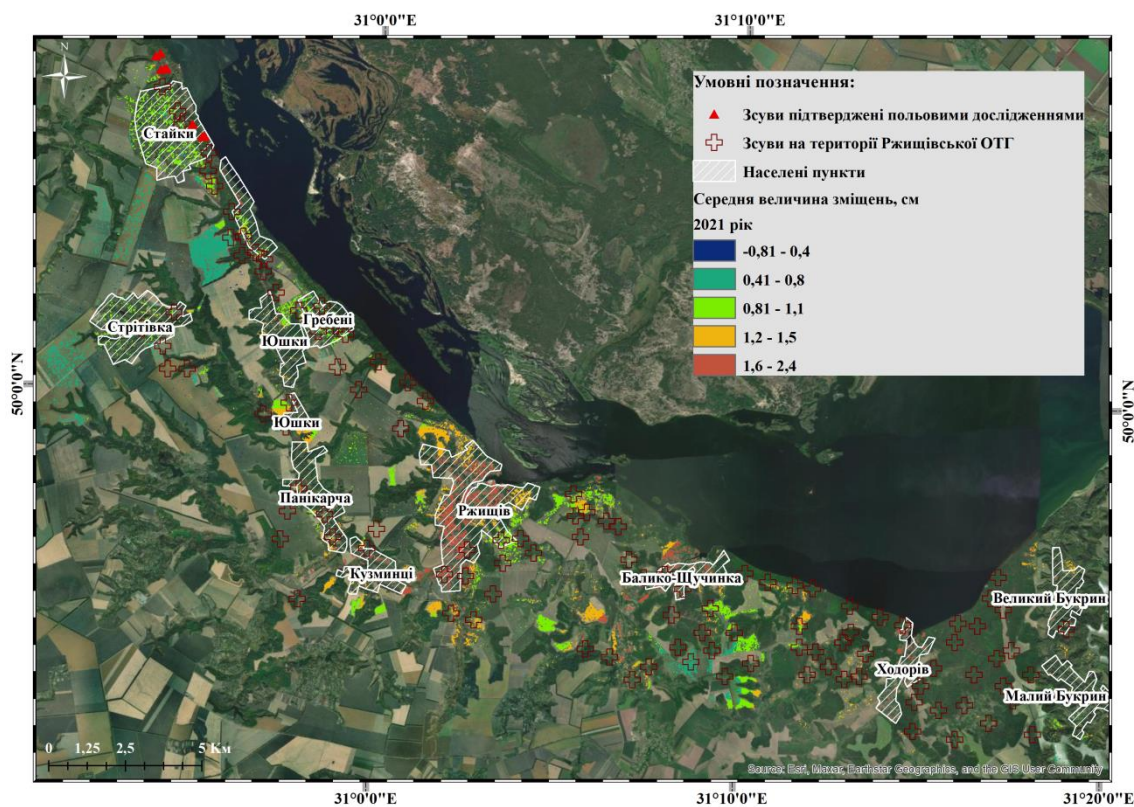 31°0'0"E
31°10'0"E
N
Умовні позначення:
Зсуви підтверджені польовими дослідженнями
Зсуви на території Ржищівської ОТГ
Населені пункти
Середня величина зміщень, см
2021 рік
-0,81 - 0,4
0,41 - 0,8
0,81 - 1,1
1,2 - 1,5
1,6 - 2,4
Стайки
Гребені
Стрітівка
Юшки
50°0'0"N
50°0'0"N
Юшки
Панікарча
Ржищів
Кузминці
Балико-Щучинка
Великий Букрин
Ходорів
Малий Букрин
0 1,25 2,5 5 Км
Source: Esri, Maxar, Earthstar Geographics, and the GIS User Community
31°0'0"E
31°10'0"E
31°20'0"E